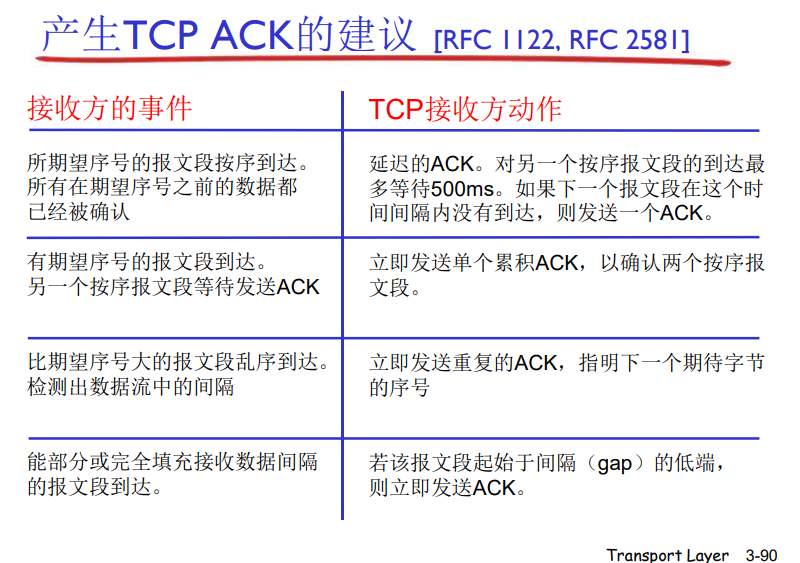 产生TCP ACK的建议 [RFC 1122, RFC 2581]
接收方的事件
TCP接收方动作
所期望序号的报文段按序到达。
所有在期望序号之前的数据都
已经被确认
延迟的ACK。对另一个按序报文段的到达最
多等待500ms。如果下一个报文段在这个时
间间隔内没有到达，则发送一个ACK。
有期望序号的报文段到达。
另一个按序报文段等待发送ACK
立即发送单个累积ACK，以确认两个按序报
文段。
比期望序号大的报文段乱序到达。
检测出数据流中的间隔
立即发送重复的ACK，指明下一个期待字节
的序号
能部分或完全填充接收数据间隔
的报文段到达。
若该报文段起始于间隔（gap）的低端，
则立即发送ACK。
Transport Layer 3-90